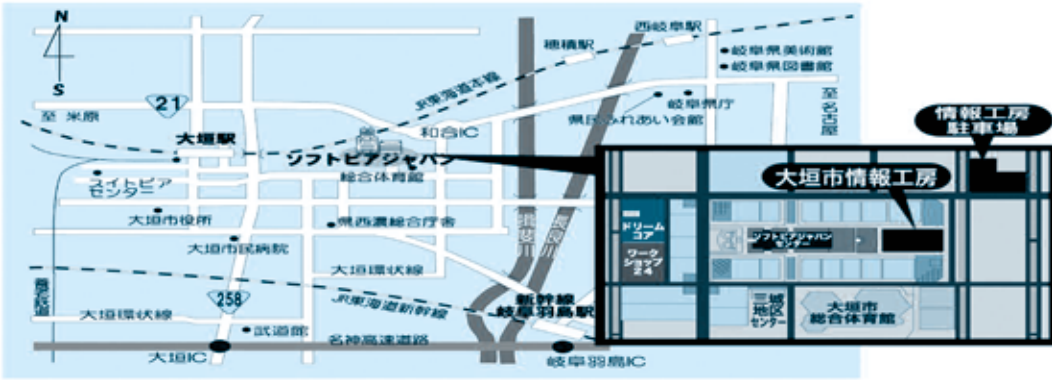 N
S
21
至 米原
大垣駅
JR東海道本線
穂積駅
西岐阜駅
岐阜県美術館
岐阜県図書館
至 名古屋
岐阜県庁
県民ふれあい会館
和合IC
ソフトピアジャパン
総合体育館
スイトピア
センター
大垣市役所
県西濃総合庁舎
大垣市民病院
大垣環状線
揖斐川
長良川
258
JR東海道新幹線
新幹線
岐阜羽島駅
大垣環状線
武道館
名神高速道路
大垣IC
岐阜羽島IC
情報工房
駐車場
大垣市情報工房
ドリーム
コア
ワーク
ショップ
24
ソフトピアジャパン
センター
三城
地区
センター
大垣市
総合体育館